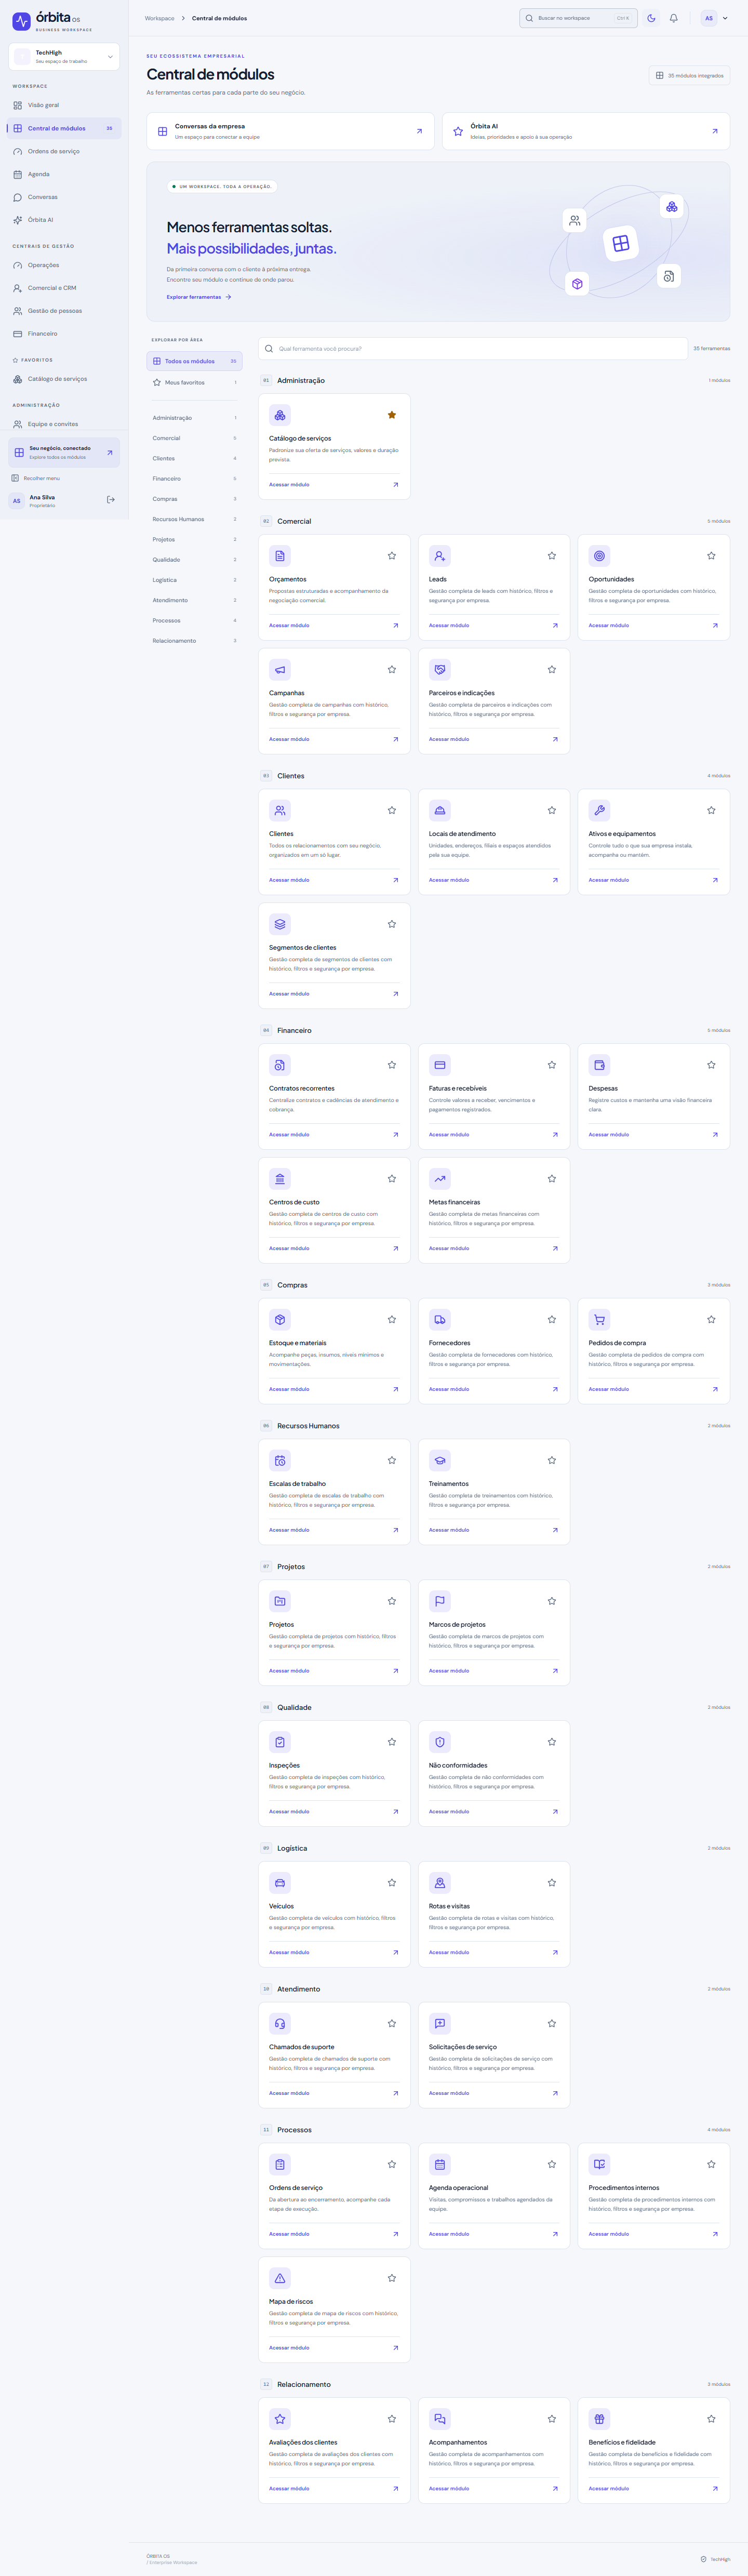 órbita OS
BUSINESS WORKSPACE
TechHigh
Seu espaço de trabalho
WORKSPACE
Visão geral
Central de módulos 35
Ordens de serviço
Agenda
Conversas
Órbita AI
CENTRAIS DE GESTÃO
Operações
Comercial e CRM
Gestão de pessoas
Financeiro
FAVORITOS
Catálogo de serviços
ADMINISTRAÇÃO
Equipe e convites
Seu negócio, conectado
Explore todos os módulos
Recolher menu
AS
Ana Silva
Proprietário
Workspace > Central de módulos
Buscar no workspace Ctrl K
AS
SEU ECOSSISTEMA EMPRESARIAL
Central de módulos
As ferramentas certas para cada parte do seu negócio.
35 módulos integrados
Conversas da empresa
Um espaço para conectar a equipe
Órbita AI
Ideias, prioridades e apoio à sua operação
UM WORKSPACE. TODA A OPERAÇÃO.
Menos ferramentas soltas.
Mais possibilidades, juntas.
Da primeira conversa com o cliente à próxima entrega.
Encontre seu módulo e continue de onde parou.
Explorar ferramentas
EXPLORAR POR ÁREA
Todos os módulos 35
Meus favoritos 1
Administração 1
Comercial 5
Clientes 4
Financeiro 5
Compras 3
Recursos Humanos 2
Projetos 2
Qualidade 2
Logística 2
Atendimento 2
Processos 4
Relacionamento 3
Qual ferramenta você procura?
35 ferramentas
01 Administração 1 módulos
Catálogo de serviços
Padronize sua oferta de serviços, valores e duração
prevista.
Acessar módulo
02 Comercial 5 módulos
Orçamentos
Propostas estruturadas e acompanhamento da
negociação comercial.
Acessar módulo
Leads
Gestão completa de leads com histórico, filtros e
segurança por empresa.
Acessar módulo
Oportunidades
Gestão completa de oportunidades com histórico,
filtros e segurança por empresa.
Acessar módulo
Campanhas
Gestão completa de campanhas com histórico,
filtros e segurança por empresa.
Acessar módulo
Parceiros e indicações
Gestão completa de parceiros e indicações com
histórico, filtros e segurança por empresa.
Acessar módulo
03 Clientes 4 módulos
Clientes
Todos os relacionamentos com seu negócio,
organizados em um só lugar.
Acessar módulo
Locais de atendimento
Unidades, endereços, filiais e espaços atendidos
pela sua equipe.
Acessar módulo
Ativos e equipamentos
Controle tudo o que sua empresa instala,
acompanha ou mantém.
Acessar módulo
Segmentos de clientes
Gestão completa de segmentos de clientes com
histórico, filtros e segurança por empresa.
Acessar módulo
04 Financeiro 5 módulos
Contratos recorrentes
Centralize contratos e cadências de atendimento e
cobrança.
Acessar módulo
Faturas e recebíveis
Controle valores a receber, vencimentos e
pagamentos registrados.
Acessar módulo
Despesas
Registre custos e mantenha uma visão financeira
clara.
Acessar módulo
Centros de custo
Gestão completa de centros de custo com
histórico, filtros e segurança por empresa.
Acessar módulo
Metas financeiras
Gestão completa de metas financeiras com
histórico, filtros e segurança por empresa.
Acessar módulo
05 Compras 3 módulos
Estoque e materiais
Acompanhe peças, insumos, níveis mínimos e
movimentações.
Acessar módulo
Fornecedores
Gestão completa de fornecedores com histórico,
filtros e segurança por empresa.
Acessar módulo
Pedidos de compra
Gestão completa de pedidos de compra com
histórico, filtros e segurança por empresa.
Acessar módulo
06 Recursos Humanos 2 módulos
Escalas de trabalho
Gestão completa de escalas de trabalho com
histórico, filtros e segurança por empresa.
Acessar módulo
Treinamentos
Gestão completa de treinamentos com histórico,
filtros e segurança por empresa.
Acessar módulo
07 Projetos 2 módulos
Projetos
Gestão completa de projetos com histórico, filtros
e segurança por empresa.
Acessar módulo
Marcos de projetos
Gestão completa de marcos de projetos com
histórico, filtros e segurança por empresa.
Acessar módulo
08 Qualidade 2 módulos
Inspeções
Gestão completa de inspeções com histórico,
filtros e segurança por empresa.
Acessar módulo
Não conformidades
Gestão completa de não conformidades com
histórico, filtros e segurança por empresa.
Acessar módulo
09 Logística 2 módulos
Veículos
Gestão completa de veículos com histórico, filtros
e segurança por empresa.
Acessar módulo
Rotas e visitas
Gestão completa de rotas e visitas com histórico,
filtros e segurança por empresa.
Acessar módulo
10 Atendimento 2 módulos
Chamados de suporte
Gestão completa de chamados de suporte com
histórico, filtros e segurança por empresa.
Acessar módulo
Solicitações de serviço
Gestão completa de solicitações de serviço com
histórico, filtros e segurança por empresa.
Acessar módulo
11 Processos 4 módulos
Ordens de serviço
Da abertura ao encerramento, acompanhe cada
etapa de execução.
Acessar módulo
Agenda operacional
Visitas, compromissos e trabalhos agendados da
equipe.
Acessar módulo
Procedimentos internos
Gestão completa de procedimentos internos com
histórico, filtros e segurança por empresa.
Acessar módulo
Mapa de riscos
Gestão completa de mapa de riscos com histórico,
filtros e segurança por empresa.
Acessar módulo
12 Relacionamento 3 módulos
Avaliações dos clientes
Gestão completa de avaliações dos clientes com
histórico, filtros e segurança por empresa.
Acessar módulo
Acompanhamentos
Gestão completa de acompanhamentos com
histórico, filtros e segurança por empresa.
Acessar módulo
Benefícios e fidelidade
Gestão completa de benefícios e fidelidade com
histórico, filtros e segurança por empresa.
Acessar módulo
ÓRBITA OS
/ Enterprise Workspace
TechHigh